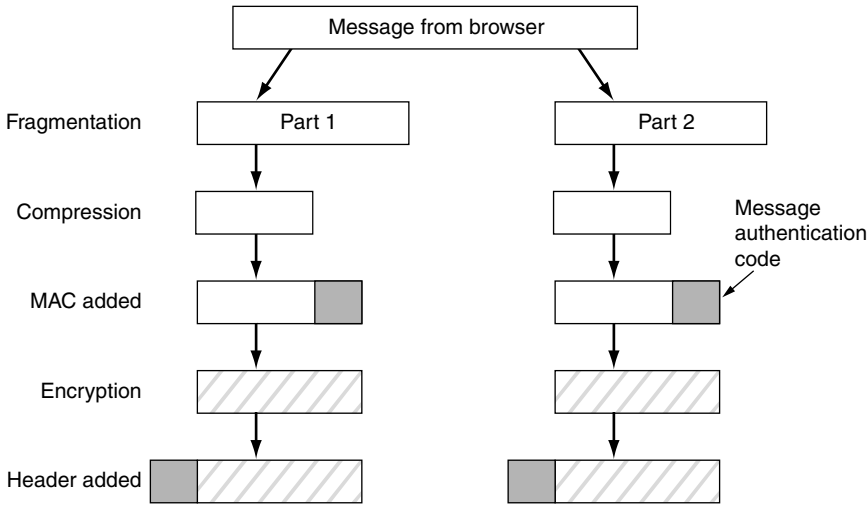 Message from browser
Fragmentation
Part 1
Part 2
Compression
Message
authentication
code
MAC added
Encryption
Header added